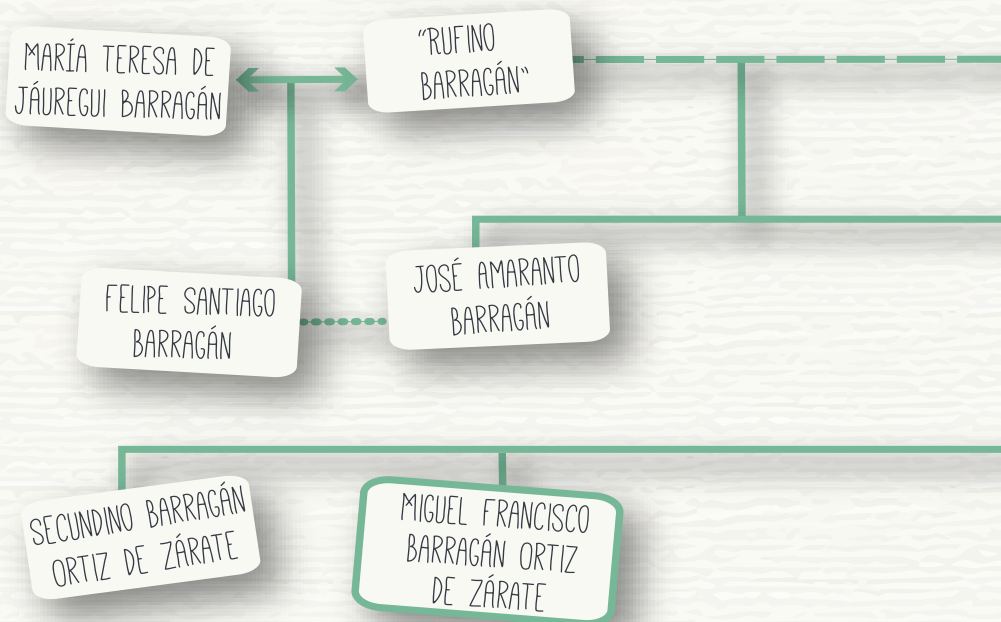 MARÍA TERESA DE
JÁUREGUI BARRAGÁN
"RUFINO
BARRAGÁN"
FELIPE SANTIAGO
BARRAGÁN
JOSÉ AMARANTO
BARRAGÁN
SECUNDINO BARRAGÁN
ORTIZ DE ZÁRATE
MIGUEL FRANCISCO
BARRAGÁN ORTIZ
DE ZÁRATE